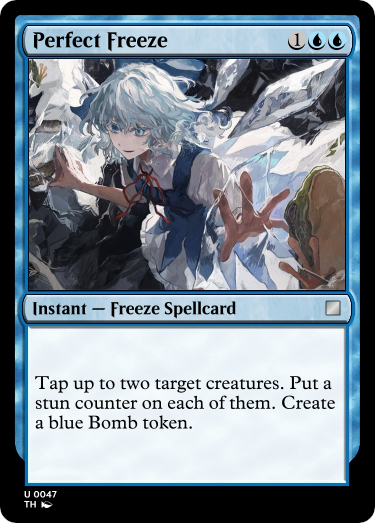 Perfect Freeze 1
Instant — Freeze Spellcard
Tap up to two target creatures. Put a
stun counter on each of them. Create
a blue Bomb token.
U 0047
TH